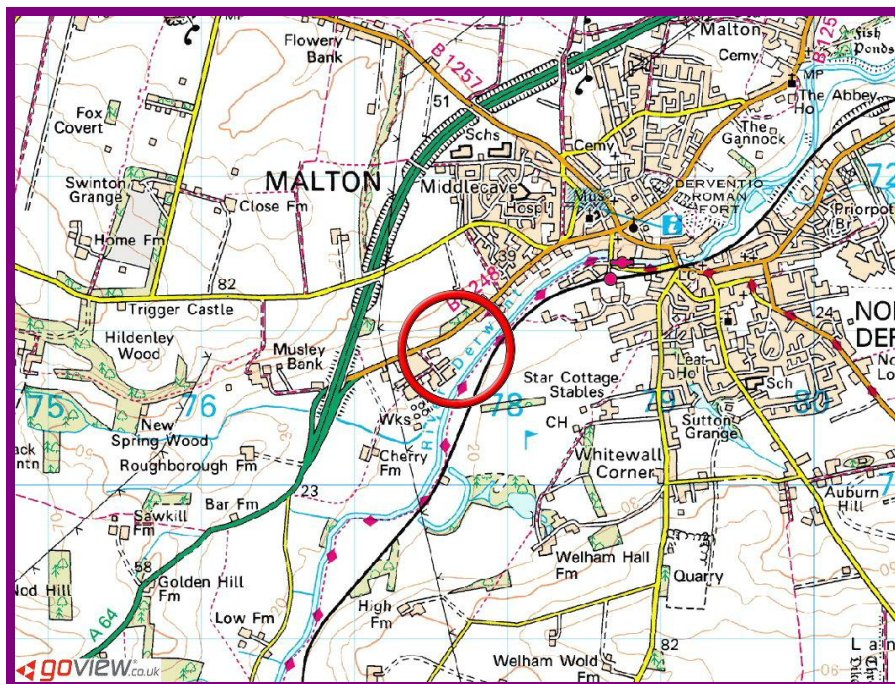 Flowery
Bank
B 1257
Malton
Cemy
B 125
Fish
Ponds
MP
The Abbey
Ho
Fox
Covert
51
Schs
Cemy
The
Gannock
MALTON
Middlecave
Mus
DERVENTIO
ROMAN
FORT
72
Swinton
Grange
Close Fm
Hospl
i
Priorpot
Br
Home Fm
39
82
B1248
LC
Trigger Castle
24
Hildenley
Wood
River Derwent
NO
DER
Musley
Bank
Star Cottage
Stables
Sch
75
76
78
79
80
New
Spring Wood
Wks
CH
Sutton
Grange
Roughborough Fm
Cherry
Fm
Whitewall
Corner
Bar Fm
23
Auburn
Hill
Sawkill
Fm
Welham Hall
Fm
Quarry
Nod Hill
58
Golden Hill
Fm
A 64
Low Fm
High
Fm
82
Welham Wold
Fm
goview.co.uk